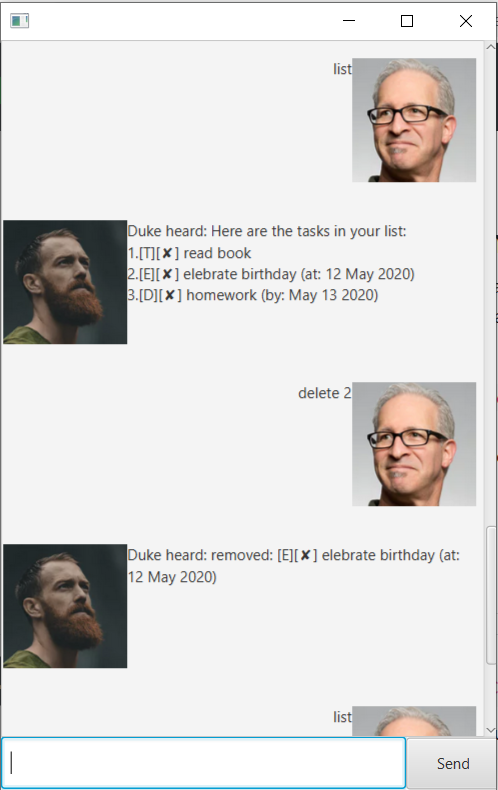 list
Duke heard: Here are the tasks in your list:
1.[T][✘] read book
2.[E][✘] elebrate birthday (at: 12 May 2020)
3.[D][✘] homework (by: May 13 2020)
delete 2
Duke heard: removed: [E][✘] elebrate birthday (at:
12 May 2020)
list
Send